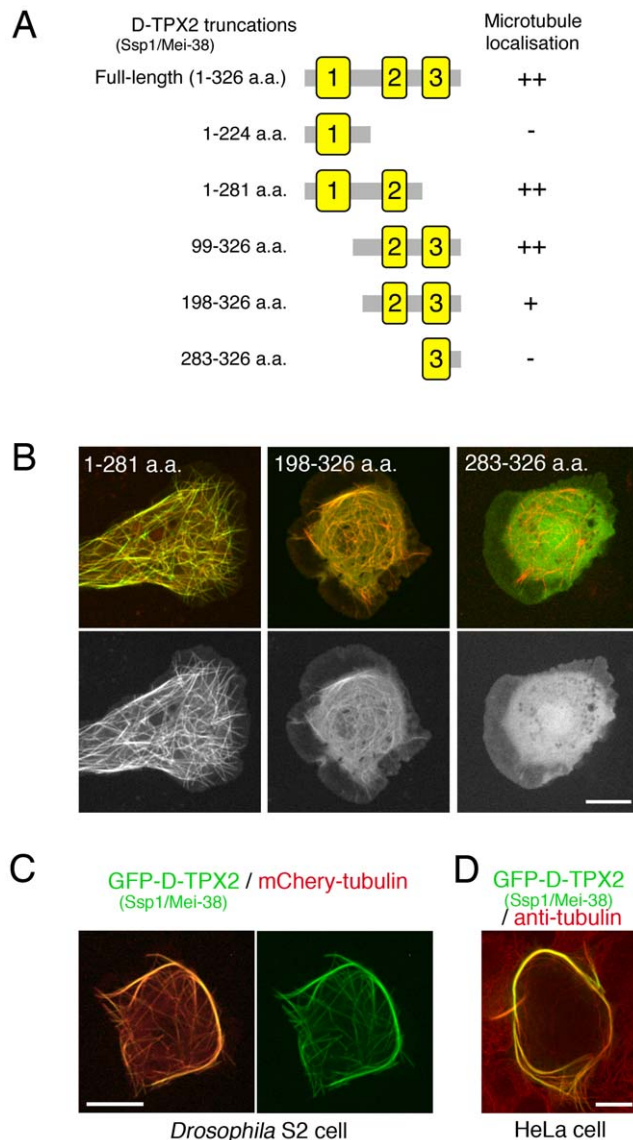 A
D-TPX2 truncations
(Ssp1/Mei-38)
Microtubule
localisation
Full-length (1-326 a.a.) 1 2 3 ++
1-224 a.a. 1 -
1-281 a.a. 1 2 ++
99-326 a.a. 2 3 ++
198-326 a.a. 2 3 +
283-326 a.a. 3 -
B
1-281 a.a. 198-326 a.a. 283-326 a.a.
C
GFP-D-TPX2 / mCherry-tubulin
(Ssp1/Mei-38)
Drosophila S2 cell
D
GFP-D-TPX2
(Ssp1/Mei-38)
/ anti-tubulin
HeLa cell